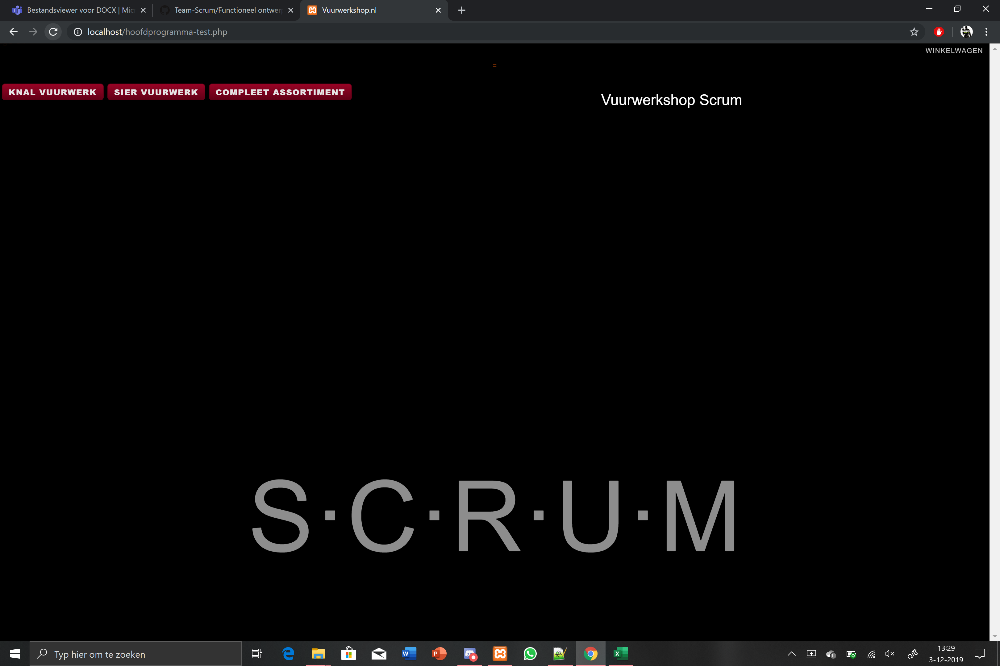 Bestandsviewer voor DOCX | Mic
Team-Scrum/Functioneel ontwer
Vuurwerkshop.nl
localhost/hoofdprogramma-test.php
WINKELWAGEN
=
KNAL VUURWERK
SIER VUURWERK
COMPLEET ASSORTIMENT
Vuurwerkshop Scrum
S·C·R·U·M
Typ hier om te zoeken
13:29
3-12-2019